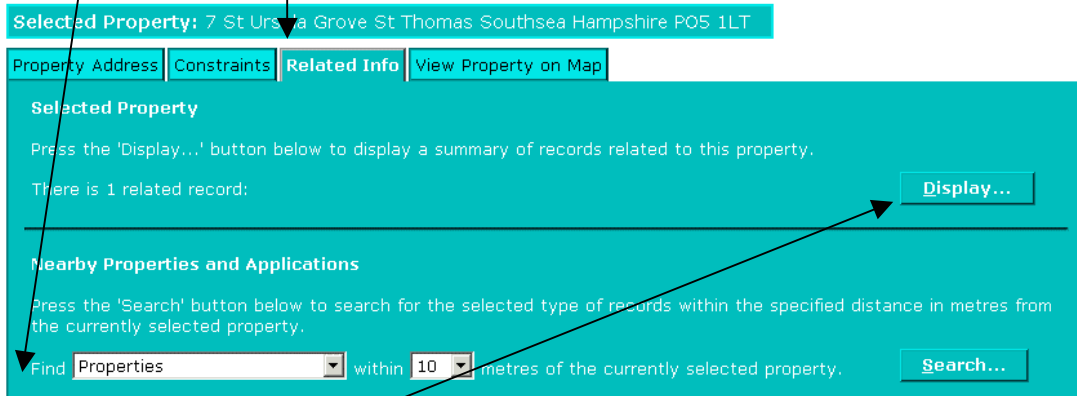 Selected Property: 7 St Ursula Grove St Thomas Southsea Hampshire PO5 1LT
Property Address Constraints Related Info View Property on Map
Selected Property
Press the 'Display...' button below to display a summary of records related to this property.
There is 1 related record:
Display...
Nearby Properties and Applications
Press the 'Search' button below to search for the selected type of records within the specified distance in metres from
the currently selected property.
Find Properties within 10 metres of the currently selected property. Search...